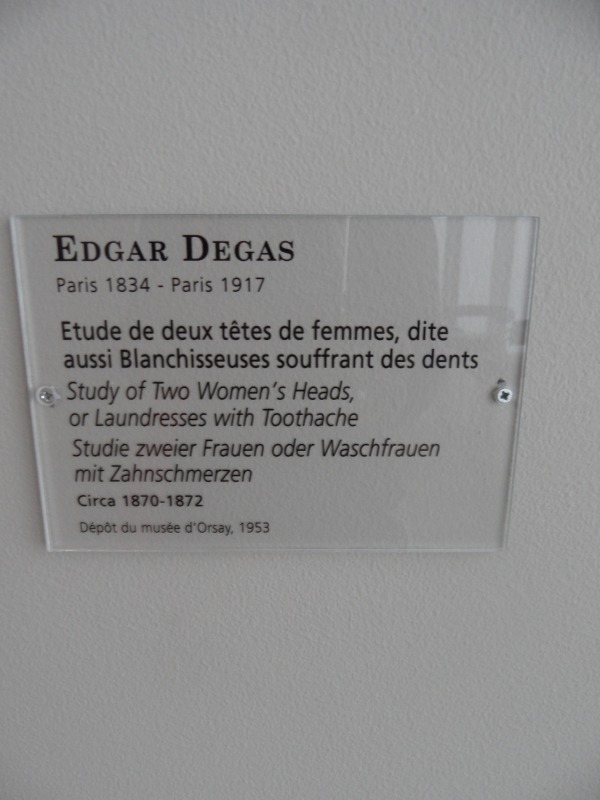 EDGAR DEGAS
Paris 1834 - Paris 1917
Etude de deux têtes de femmes, dite
aussi Blanchisseuses souffrant des dents
Study of Two Women's Heads,
or Laundresses with Toothache
Studie zweier Frauen oder Waschfrauen
mit Zahnschmerzen
Circa 1870-1872
Dépôt du musée d'Orsay, 1953